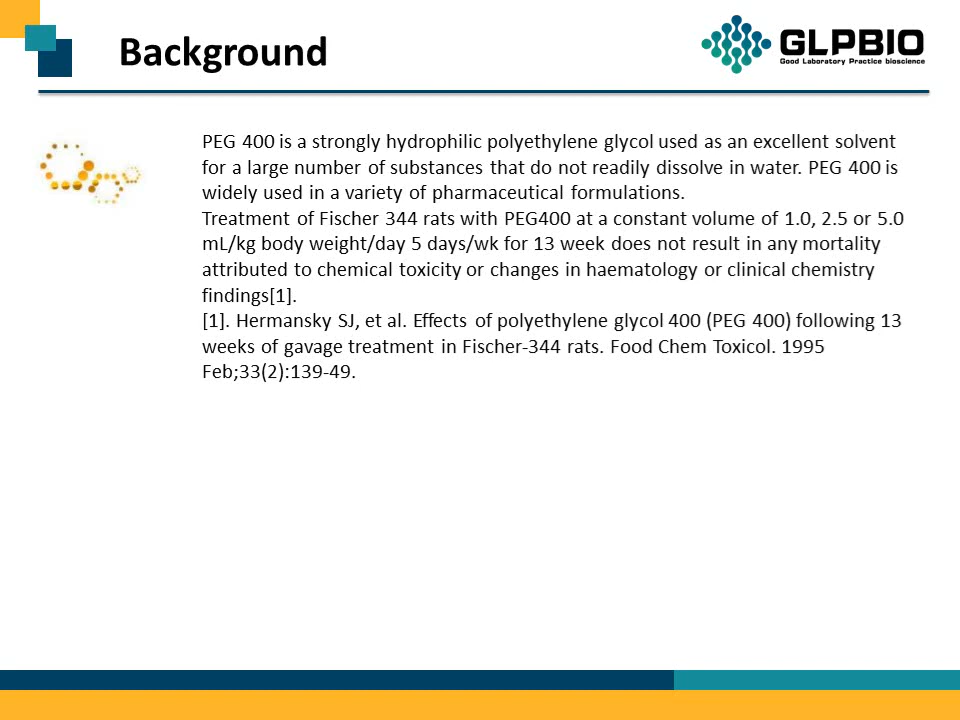 Background
GLPBIO
Good Laboratory Practice bioscience
PEG 400 is a strongly hydrophilic polyethylene glycol used as an excellent solvent
for a large number of substances that do not readily dissolve in water. PEG 400 is
widely used in a variety of pharmaceutical formulations.
Treatment of Fischer 344 rats with PEG400 at a constant volume of 1.0, 2.5 or 5.0
mL/kg body weight/day 5 days/wk for 13 week does not result in any mortality
attributed to chemical toxicity or changes in haematology or clinical chemistry
findings[1].
[1]. Hermansky SJ, et al. Effects of polyethylene glycol 400 (PEG 400) following 13
weeks of gavage treatment in Fischer-344 rats. Food Chem Toxicol. 1995
Feb;33(2):139-49.